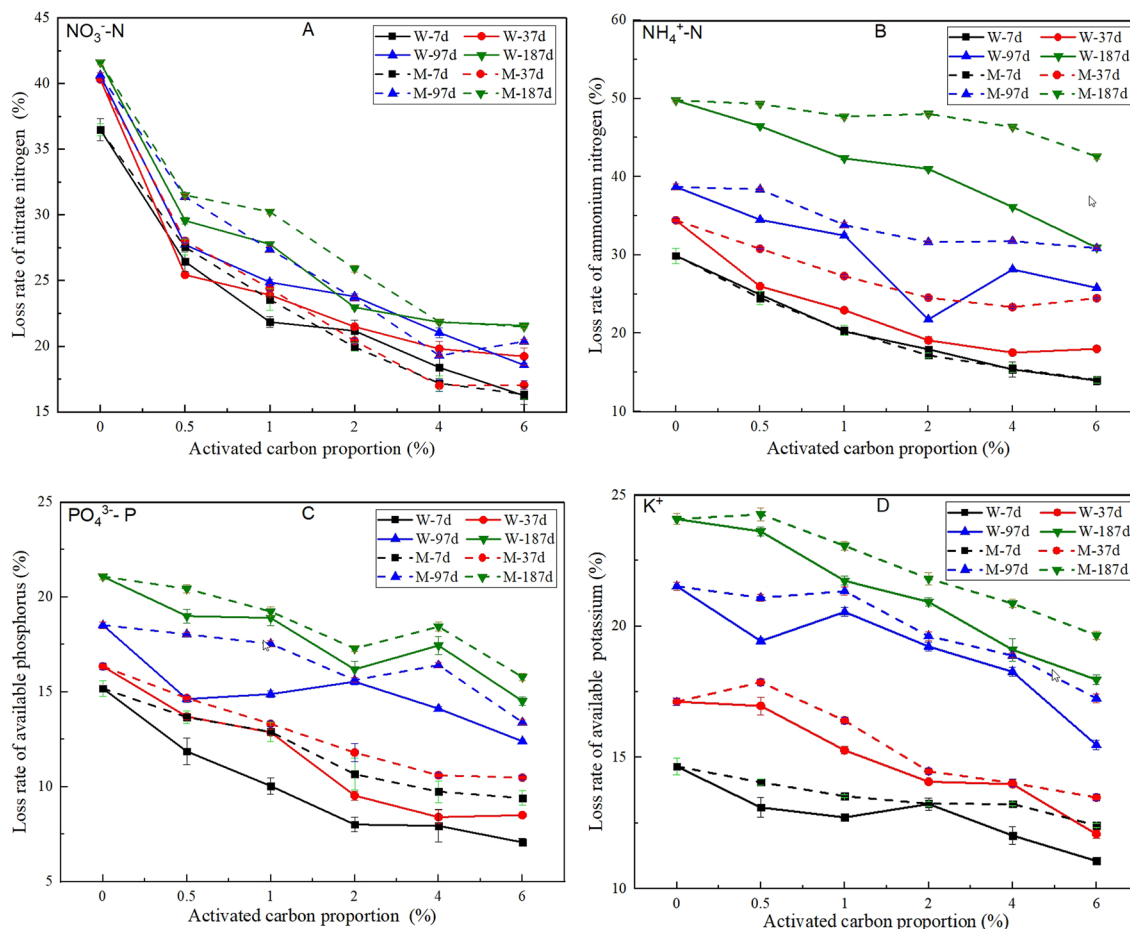 NO₃⁻-N
A
W-7d W-37d
W-97d W-187d
M-7d M-37d
M-97d M-187d
Loss rate of nitrate nitrogen (%)
45
40
35
30
25
20
15
0 0.5 1 2 4 6
Activated carbon proportion (%)
NH₄⁺-N
B
W-7d W-37d
W-97d W-187d
M-7d M-37d
M-97d M-187d
Loss rate of ammonium nitrogen (%)
60
50
40
30
20
10
0 0.5 1 2 4 6
Activated carbon proportion (%)
PO₄³⁻- P
C
W-7d W-37d
W-97d W-187d
M-7d M-37d
M-97d M-187d
Loss rate of available phosphorus (%)
25
20
15
10
5
0 0.5 1 2 4 6
Activated carbon proportion (%)
K⁺
D
W-7d W-37d
W-97d W-187d
M-7d M-37d
M-97d M-187d
Loss rate of available potassium (%)
25
20
15
10
0 0.5 1 2 4 6
Activated carbon proportion (%)